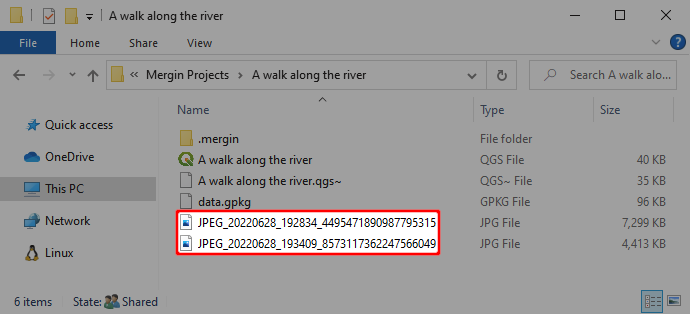 A walk along the river
File Home Share View
« Mergin Projects › A walk along the river
Search A walk alo...
Name Type Size
Quick access
OneDrive
This PC
Network
Linux
.mergin File folder
A walk along the river QGS File 40 KB
A walk along the river.qgs~ QGS~ File 35 KB
data.gpkg GPKG File 96 KB
JPEG_20220628_192834_4495471890987795315 JPG File 7,299 KB
JPEG_20220628_193409_8573117362247566049 JPG File 4,413 KB
6 items State: Shared